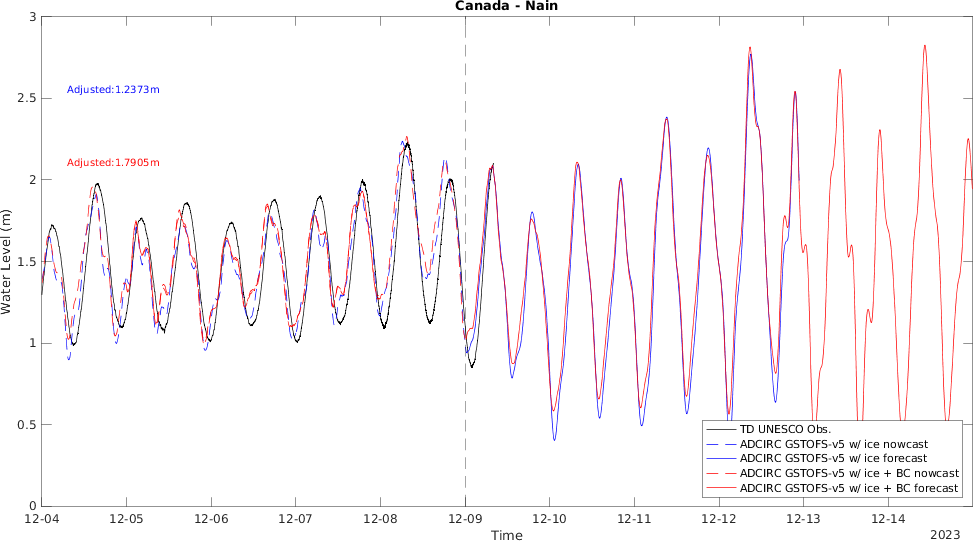 Canada - Nain
3
2.5
2
1.5
1
0.5
0
Water Level (m)
Adjusted:1.2373m
Adjusted:1.7905m
TD UNESCO Obs.
ADCIRC GSTOFS-v5 w/ ice nowcast
ADCIRC GSTOFS-v5 w/ ice forecast
ADCIRC GSTOFS-v5 w/ ice + BC nowcast
ADCIRC GSTOFS-v5 w/ ice + BC forecast
12-04 12-05 12-06 12-07 12-08 12-09 12-10 12-11 12-12 12-13 12-14
Time
2023